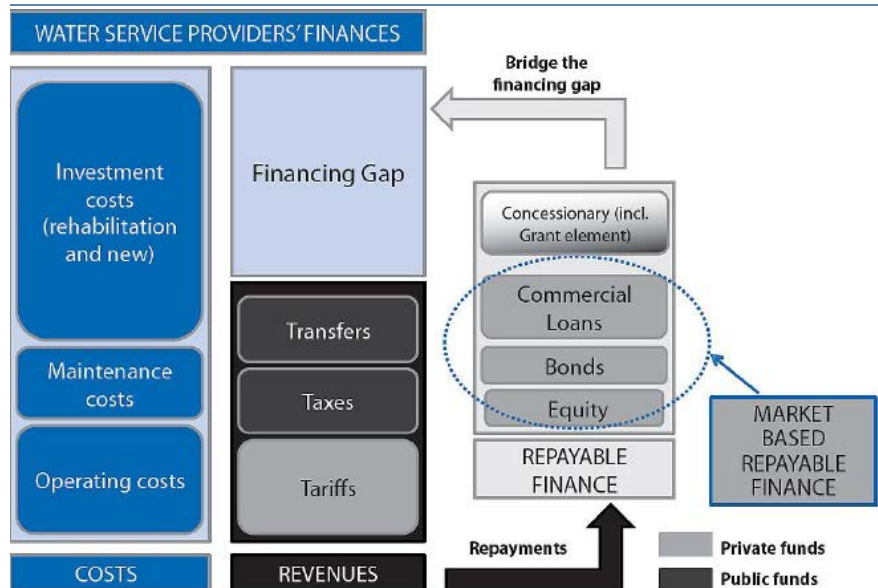 WATER SERVICE PROVIDERS' FINANCES
Investment
costs
(rehabilitation
and new)
Maintenance
costs
Operating costs
COSTS
Financing Gap
Transfers
Taxes
Tariffs
REVENUES
Bridge the
financing gap
Concessionary (incl.
Grant element)
Commercial
Loans
Bonds
Equity
REPAYABLE
FINANCE
Repayments
MARKET
BASED
REPAYABLE
FINANCE
Private funds
Public funds